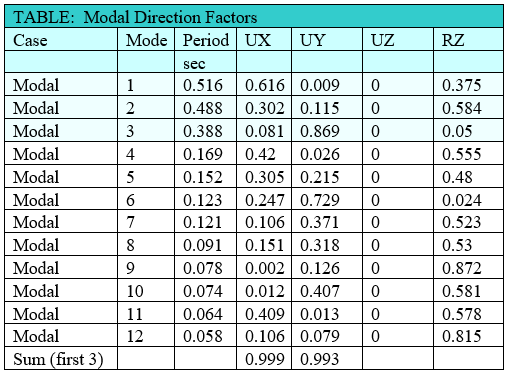 TABLE: Modal Direction Factors
Case Mode Period UX UY UZ RZ
sec
Modal 1 0.516 0.616 0.009 0 0.375
Modal 2 0.488 0.302 0.115 0 0.584
Modal 3 0.388 0.081 0.869 0 0.05
Modal 4 0.169 0.42 0.026 0 0.555
Modal 5 0.152 0.305 0.215 0 0.48
Modal 6 0.123 0.247 0.729 0 0.024
Modal 7 0.121 0.106 0.371 0 0.523
Modal 8 0.091 0.151 0.318 0 0.53
Modal 9 0.078 0.002 0.126 0 0.872
Modal 10 0.074 0.012 0.407 0 0.581
Modal 11 0.064 0.409 0.013 0 0.578
Modal 12 0.058 0.106 0.079 0 0.815
Sum (first 3) 0.999 0.993